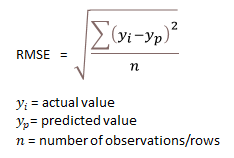 RMSE = √(∑(yᵢ−yₚ)² / n)
yᵢ = actual value
yₚ= predicted value
n = number of observations/rows